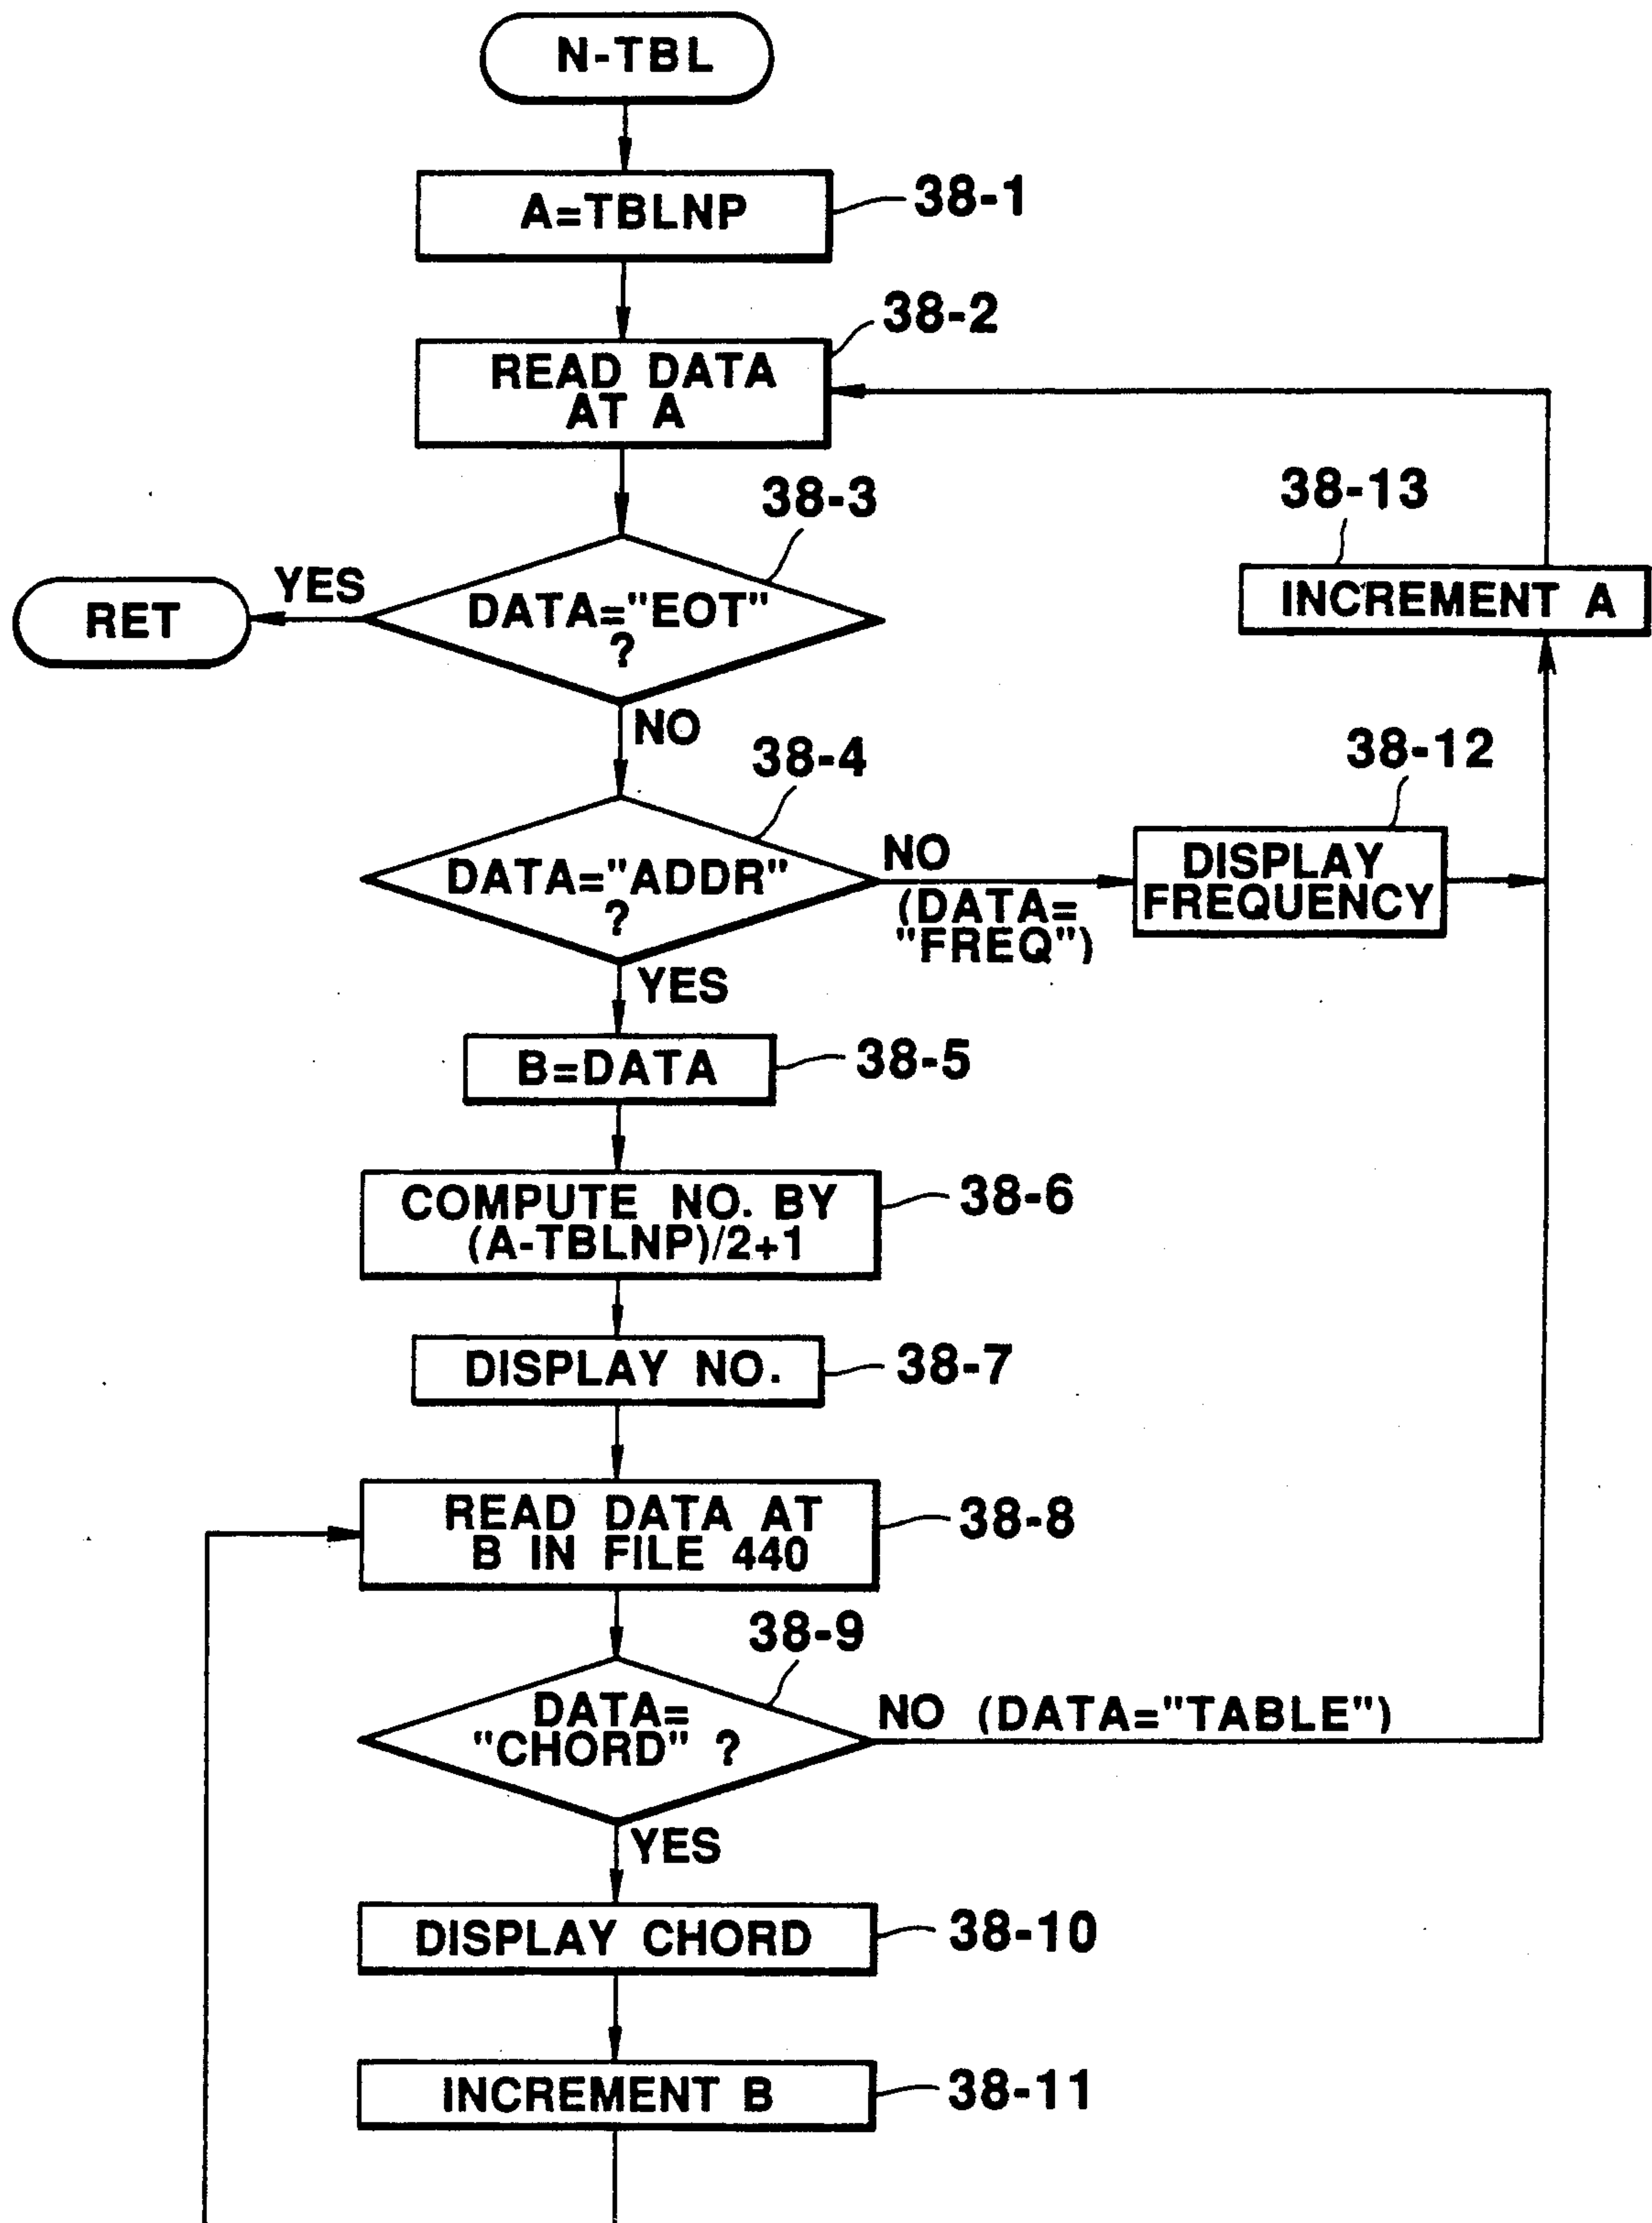 N-TBL
A=TBLNP
38-1
38-2
READ DATA
AT A
38-3
38-13
YES
RET
DATA="EOT"
?
INCREMENT A
NO
38-4
38-12
DATA="ADDR"
?
NO
(DATA=
"FREQ")
DISPLAY
FREQUENCY
YES
B=DATA
38-5
COMPUTE NO. BY
(A-TBLNP)/2+1
38-6
DISPLAY NO.
38-7
READ DATA AT
B IN FILE 440
38-8
38-9
DATA=
"CHORD" ?
NO (DATA="TABLE")
YES
DISPLAY CHORD
38-10
INCREMENT B
38-11